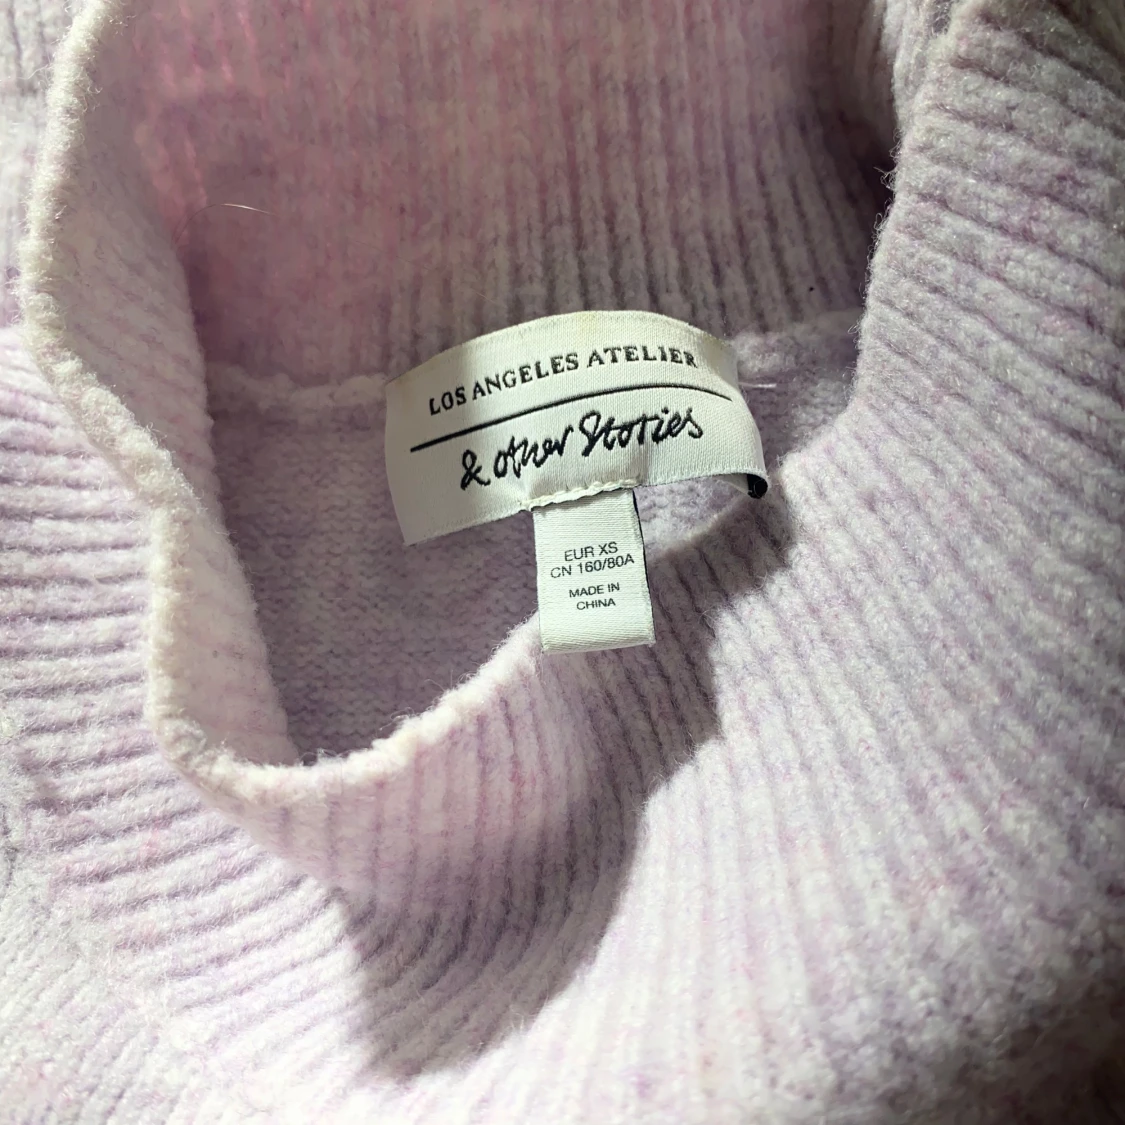 LOS ANGELES ATELIER
& other Stories
EUR XS
CN 160/80A
MADE IN
CHINA